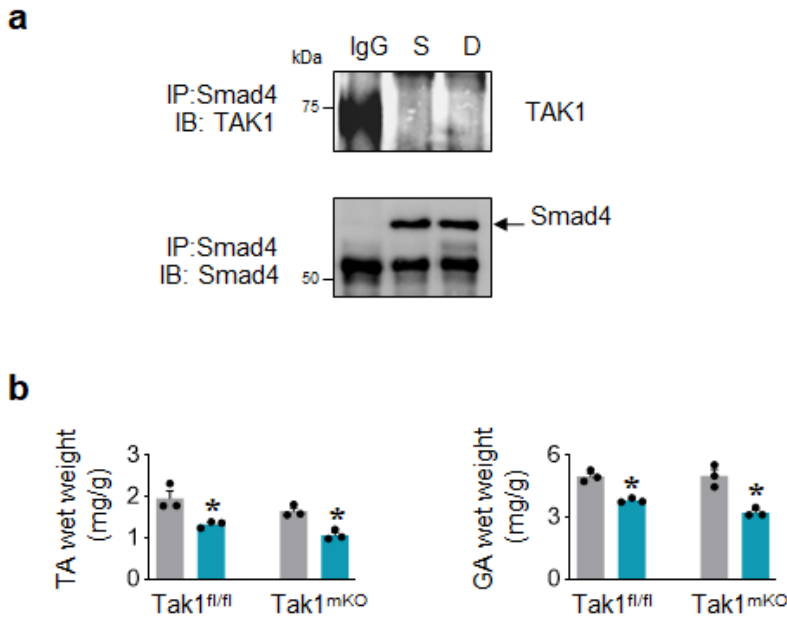 a
IgG S D
kDa
IP:Smad4
IB: TAK1
75
TAK1
Smad4
IP:Smad4
IB: Smad4
50
b
TA wet weight
(mg/g)
3
2
1
0
*
*
Tak1fl/fl
Tak1mKO
GA wet weight
(mg/g)
6
3
0
*
*
Tak1fl/fl
Tak1mKO